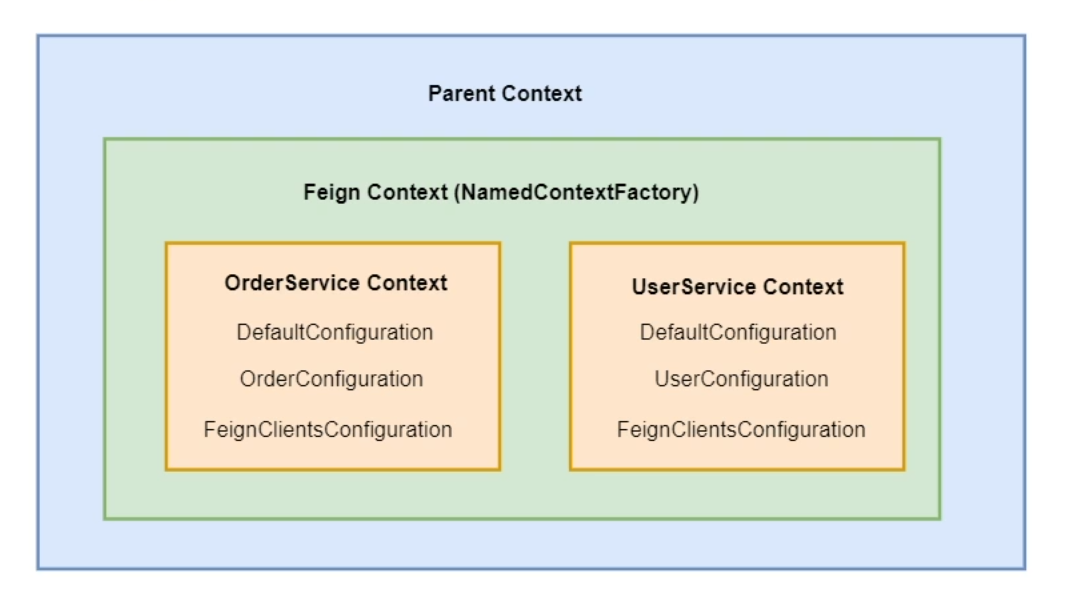 Parent Context
Feign Context (NamedContextFactory)
OrderService Context
DefaultConfiguration
OrderConfiguration
FeignClientsConfiguration
UserService Context
DefaultConfiguration
UserConfiguration
FeignClientsConfiguration